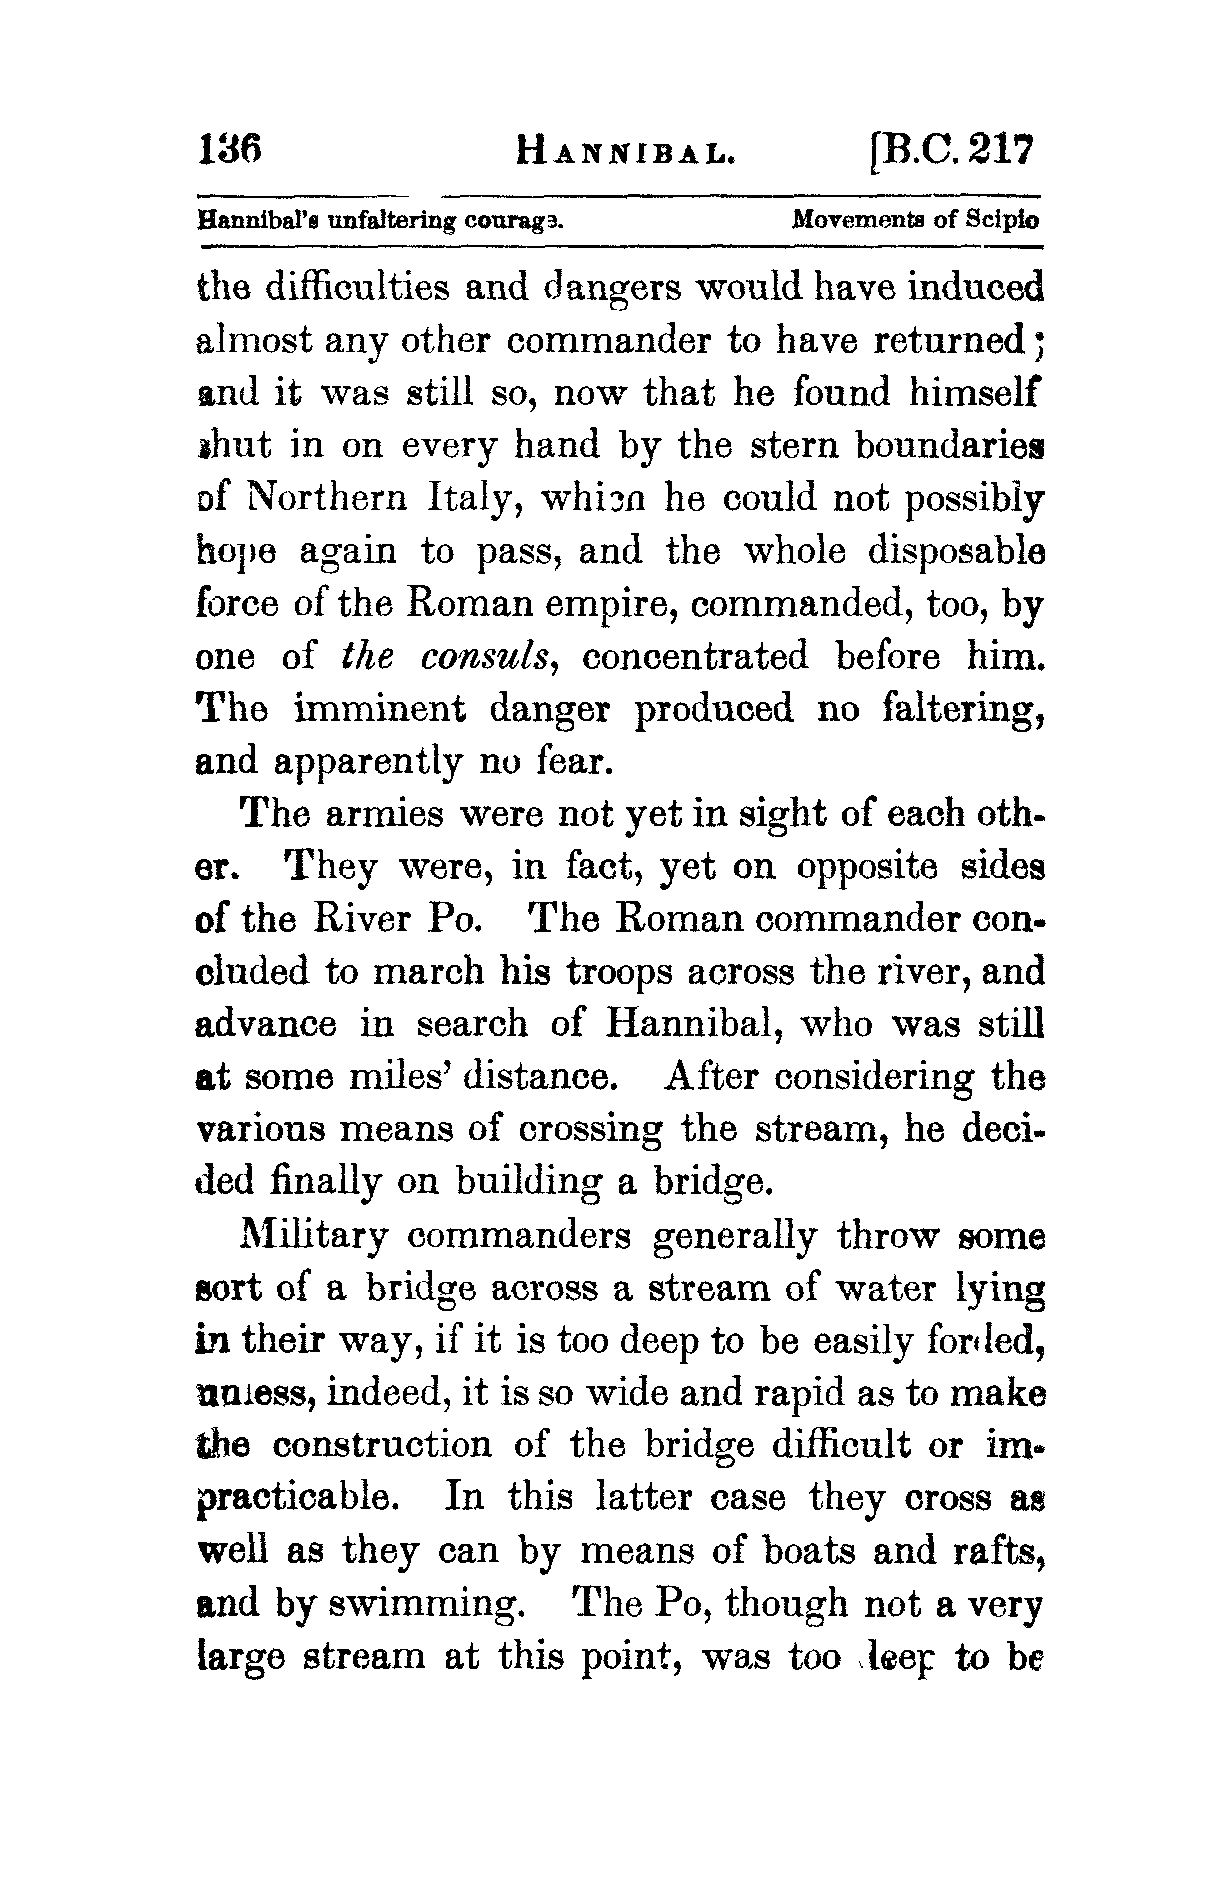 136 HANNIBAL. [B.C. 217
Hannibal's unfaltering courage. Movements of Scipio
the difficulties and dangers would have induced
almost any other commander to have returned;
and it was still so, now that he found himself
shut in on every hand by the stern boundaries
of Northern Italy, which he could not possibly
hope again to pass, and the whole disposable
force of the Roman empire, commanded, too, by
one of the consuls, concentrated before him.
The imminent danger produced no faltering,
and apparently no fear.
The armies were not yet in sight of each oth-
er. They were, in fact, yet on opposite sides
of the River Po. The Roman commander con-
cluded to march his troops across the river, and
advance in search of Hannibal, who was still
at some miles' distance. After considering the
various means of crossing the stream, he deci-
ded finally on building a bridge.
Military commanders generally throw some
sort of a bridge across a stream of water lying
in their way, if it is too deep to be easily forded,
unless, indeed, it is so wide and rapid as to make
the construction of the bridge difficult or im-
practicable. In this latter case they cross as
well as they can by means of boats and rafts,
and by swimming. The Po, though not a very
large stream at this point, was too deep to be